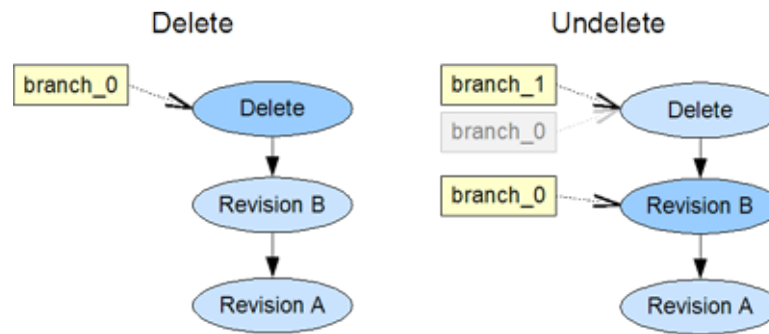 Delete
branch_0
Delete
Revision B
Revision A
Undelete
branch_1
Delete
branch_0
branch_0
Revision B
Revision A